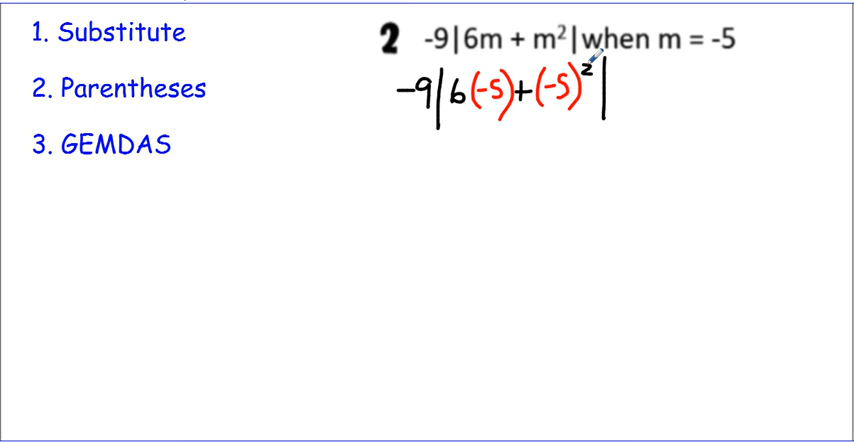 1. Substitute
2. Parentheses
3. GEMDAS
2 -9|6m + m²|when m = -5
-9|6(-5)+(-5)²|